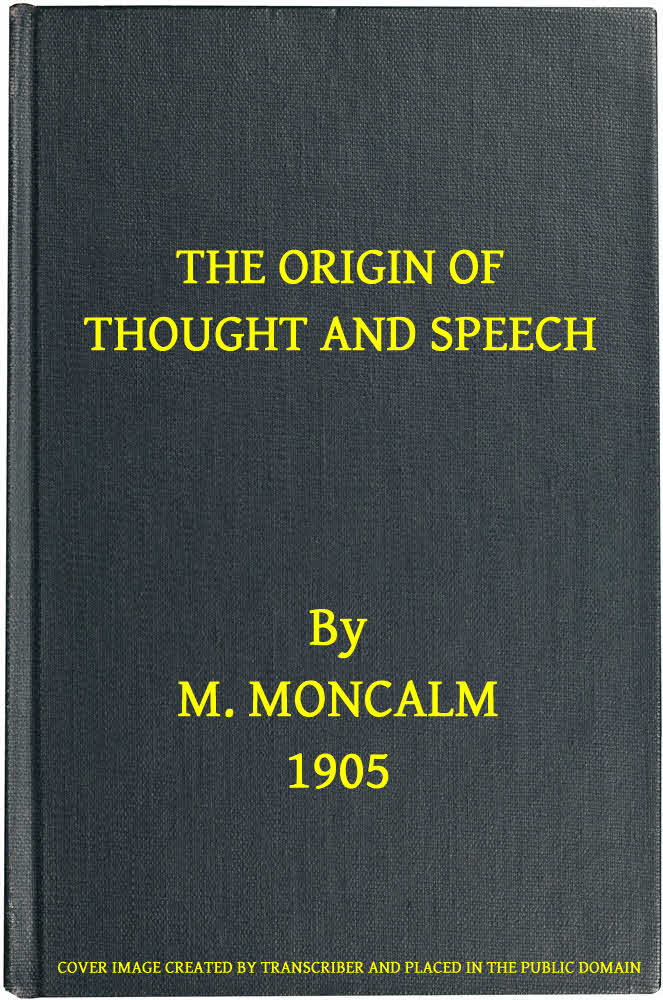 THE ORIGIN OF
THOUGHT AND SPEECH
By
M. MONCALM
1905
COVER IMAGE CREATED BY TRANSCRIBER AND PLACED IN THE PUBLIC DOMAIN